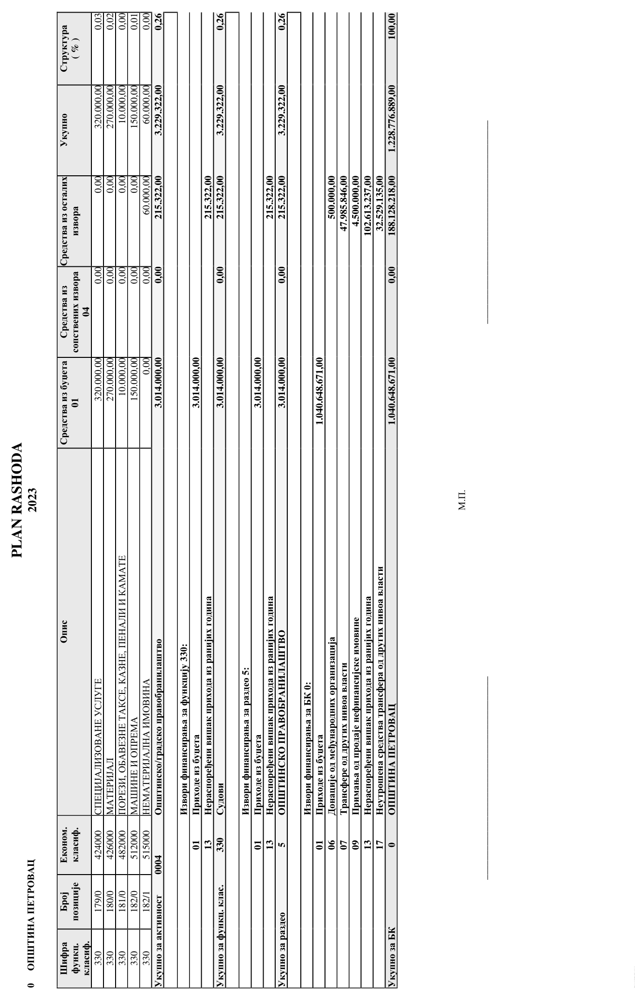 PLAN RASHODA
2023
0 ОПШТИНА ПЕТРОВАЦ
Шифра функц. класиф. Број позиције Економ. класиф. Опис Средства из буџета 01 Средства из сопствених извора 04 Средства из осталих извора Укупно Структура ( % )
330 179/0 424000 СПЕЦИЈАЛИЗОВАНЕ УСЛУГЕ 320.000,00 0,00 0,00 320.000,00 0,03
330 180/0 426000 МАТЕРИЈАЛ 270.000,00 0,00 0,00 270.000,00 0,02
330 181/0 482000 ПОРЕЗИ, ОБАВЕЗНЕ ТАКСЕ, КАЗНЕ, ПЕНАЛИ И КАМАТЕ 10.000,00 0,00 0,00 10.000,00 0,00
330 182/0 512000 МАШИНЕ И ОПРЕМА 150.000,00 0,00 0,00 150.000,00 0,01
330 182/1 515000 НЕМАТЕРИЈАЛНА ИМОВИНА 0,00 0,00 60.000,00 60.000,00 0,00
Укупно за активност 0004 Општинско/градско правобранилаштво 3.014.000,00 0,00 215.322,00 3.229.322,00 0,26
Извори финансирања за функцију 330:
01 Приходе из буџета 3.014.000,00
13 Нераспоређени вишак прихода из ранијих година 215.322,00
Укупно за функц. клас. 330 Судови 3.014.000,00 0,00 215.322,00 3.229.322,00 0,26
Извори финансирања за раздео 5:
01 Приходе из буџета 3.014.000,00
13 Нераспоређени вишак прихода из ранијих година 215.322,00
Укупно за раздео 5 ОПШТИНСКО ПРАВОБРАНИЛАШТВО 3.014.000,00 0,00 215.322,00 3.229.322,00 0,26
Извори финансирања за БК 0:
01 Приходе из буџета 1.040.648.671,00
06 Донације од међународних организација 500.000,00
07 Трансфере од других нивоа власти 47.985.846,00
09 Примања од продаје нефинансијске имовине 4.500.000,00
13 Нераспоређени вишак прихода из ранијих година 102.613.237,00
17 Неутрошена средства трансфера од других нивоа власти 32.529.135,00
Укупно за БК 0 ОПШТИНА ПЕТРОВАЦ 1.040.648.671,00 0,00 188.128.218,00 1.228.776.889,00 100,00
М.П.